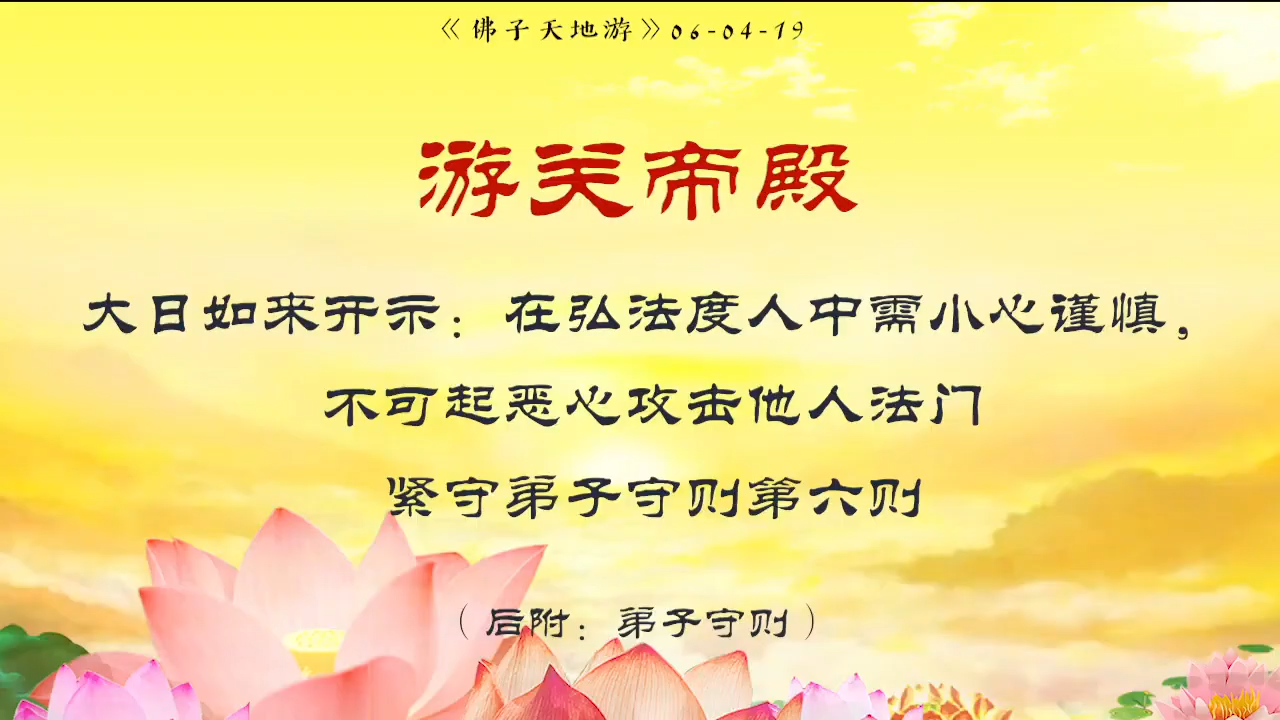 《佛子天地游》06-04-19
游关帝殿
大日如来开示：在弘法度人中需小心谨慎，
不可起恶心攻击他人法门
紧守弟子守则第六则
（后附：弟子守则）